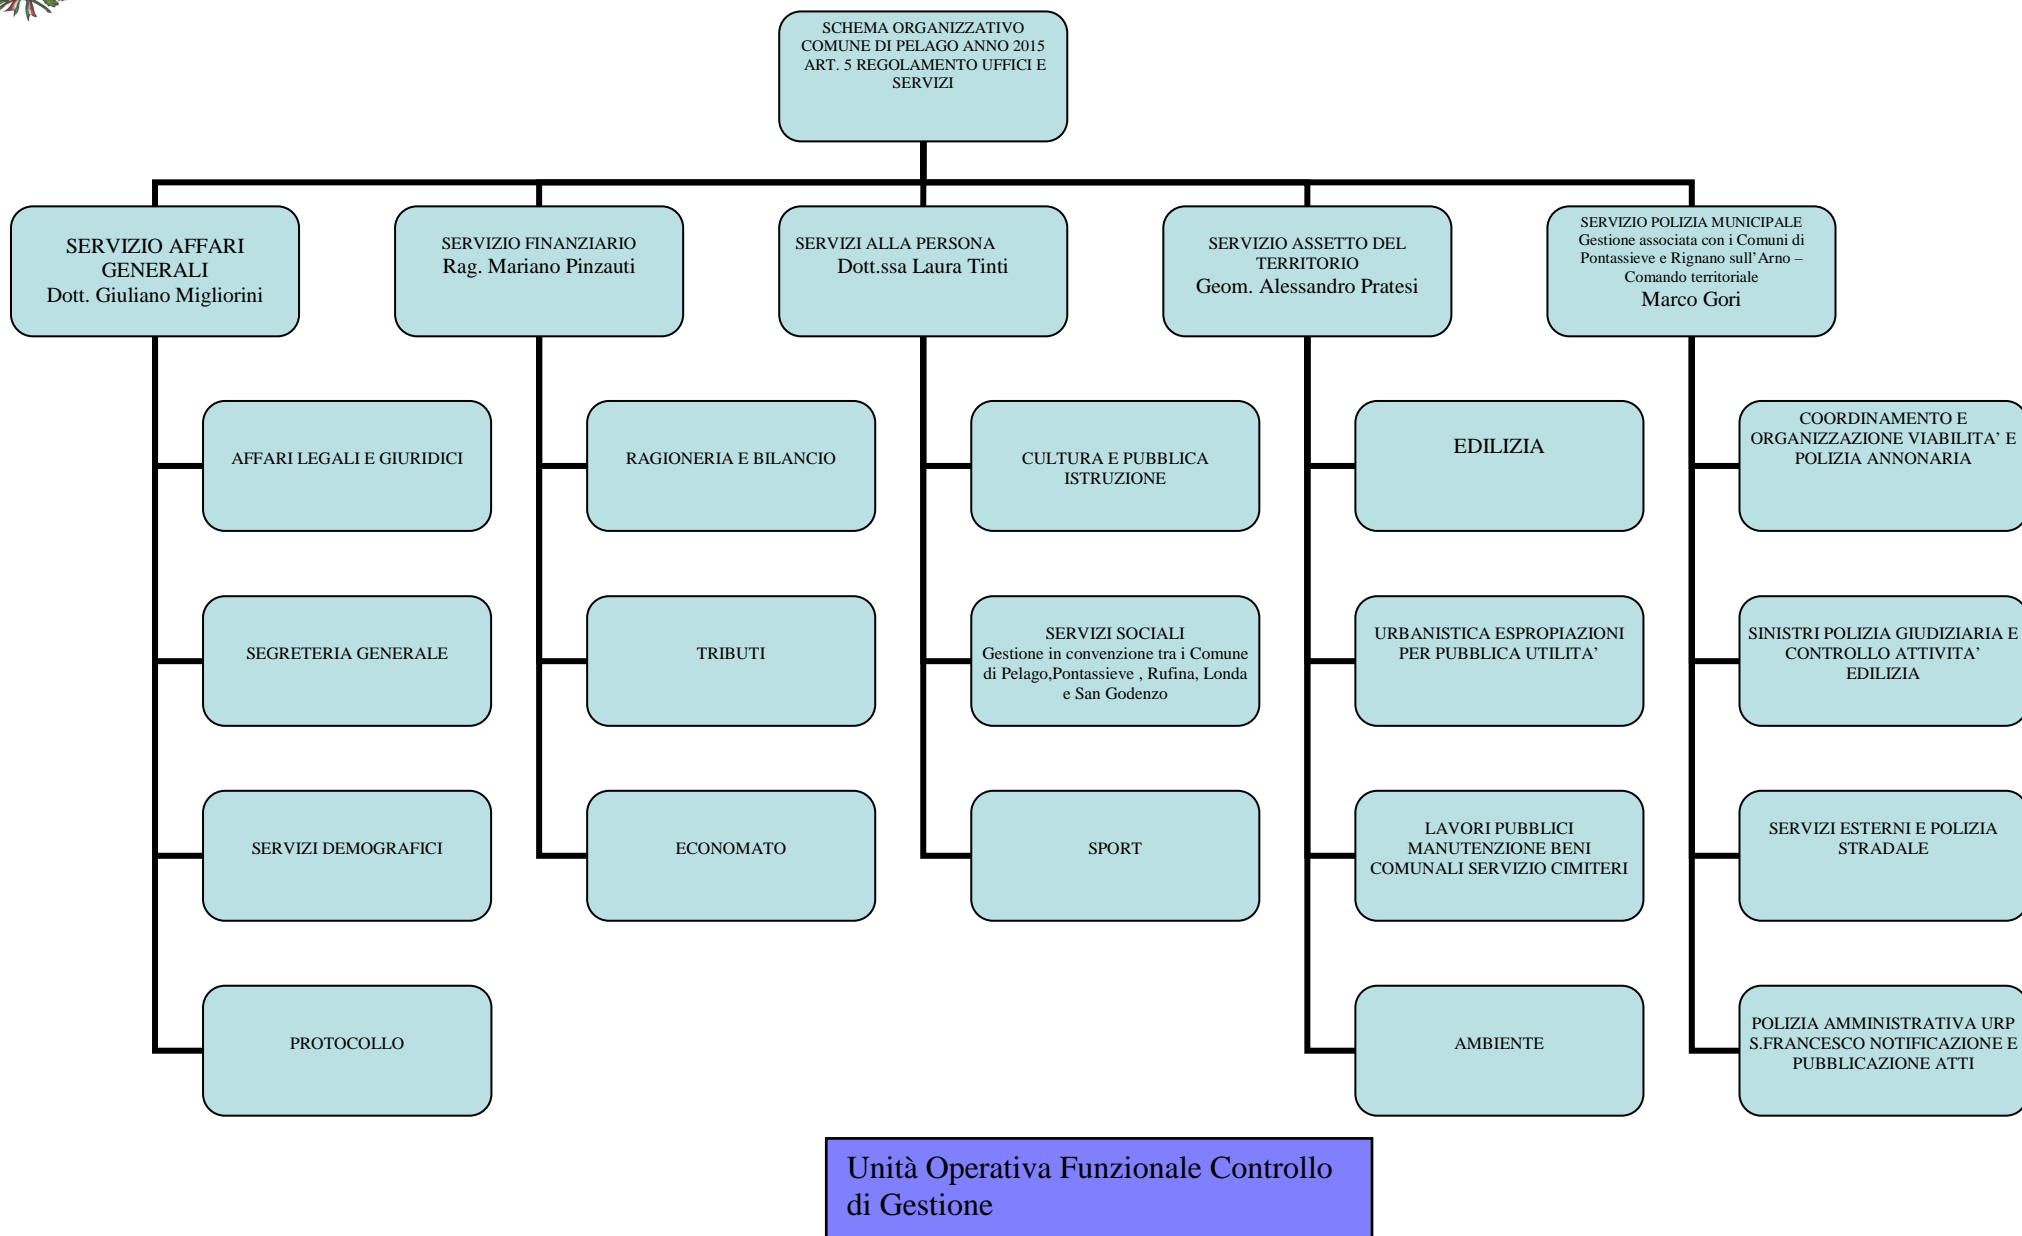 SCHEMA ORGANIZZATIVO
COMUNE DI PELAGO ANNO 2015
ART. 5 REGOLAMENTO UFFICI E
SERVIZI
SERVIZIO AFFARI
GENERALI
Dott. Giuliano Migliorini
SERVIZIO FINANZIARIO
Rag. Mariano Pinzauti
SERVIZI ALLA PERSONA
Dott.ssa Laura Tinti
SERVIZIO ASSETTO DEL
TERRITORIO
Geom. Alessandro Pratesi
SERVIZIO POLIZIA MUNICIPALE
Gestione associata con i Comuni di
Pontassieve e Rignano sull’Arno –
Comando territoriale
Marco Gori
AFFARI LEGALI E GIURIDICI
RAGIONERIA E BILANCIO
CULTURA E PUBBLICA
ISTRUZIONE
EDILIZIA
COORDINAMENTO E
ORGANIZZAZIONE VIABILITA’ E
POLIZIA ANNONARIA
SEGRETERIA GENERALE
TRIBUTI
SERVIZI SOCIALI
Gestione in convenzione tra i Comune
di Pelago,Pontassieve , Rufina, Londa
e San Godenzo
URBANISTICA ESPROPIAZIONI
PER PUBBLICA UTILITA’
SINISTRI POLIZIA GIUDIZIARIA E
CONTROLLO ATTIVITA’
EDILIZIA
SERVIZI DEMOGRAFICI
ECONOMATO
SPORT
LAVORI PUBBLICI
MANUTENZIONE BENI
COMUNALI SERVIZIO CIMITERI
SERVIZI ESTERNI E POLIZIA
STRADALE
PROTOCOLLO
AMBIENTE
POLIZIA AMMINISTRATIVA URP
S.FRANCESCO NOTIFICAZIONE E
PUBBLICAZIONE ATTI
Unità Operativa Funzionale Controllo
di Gestione